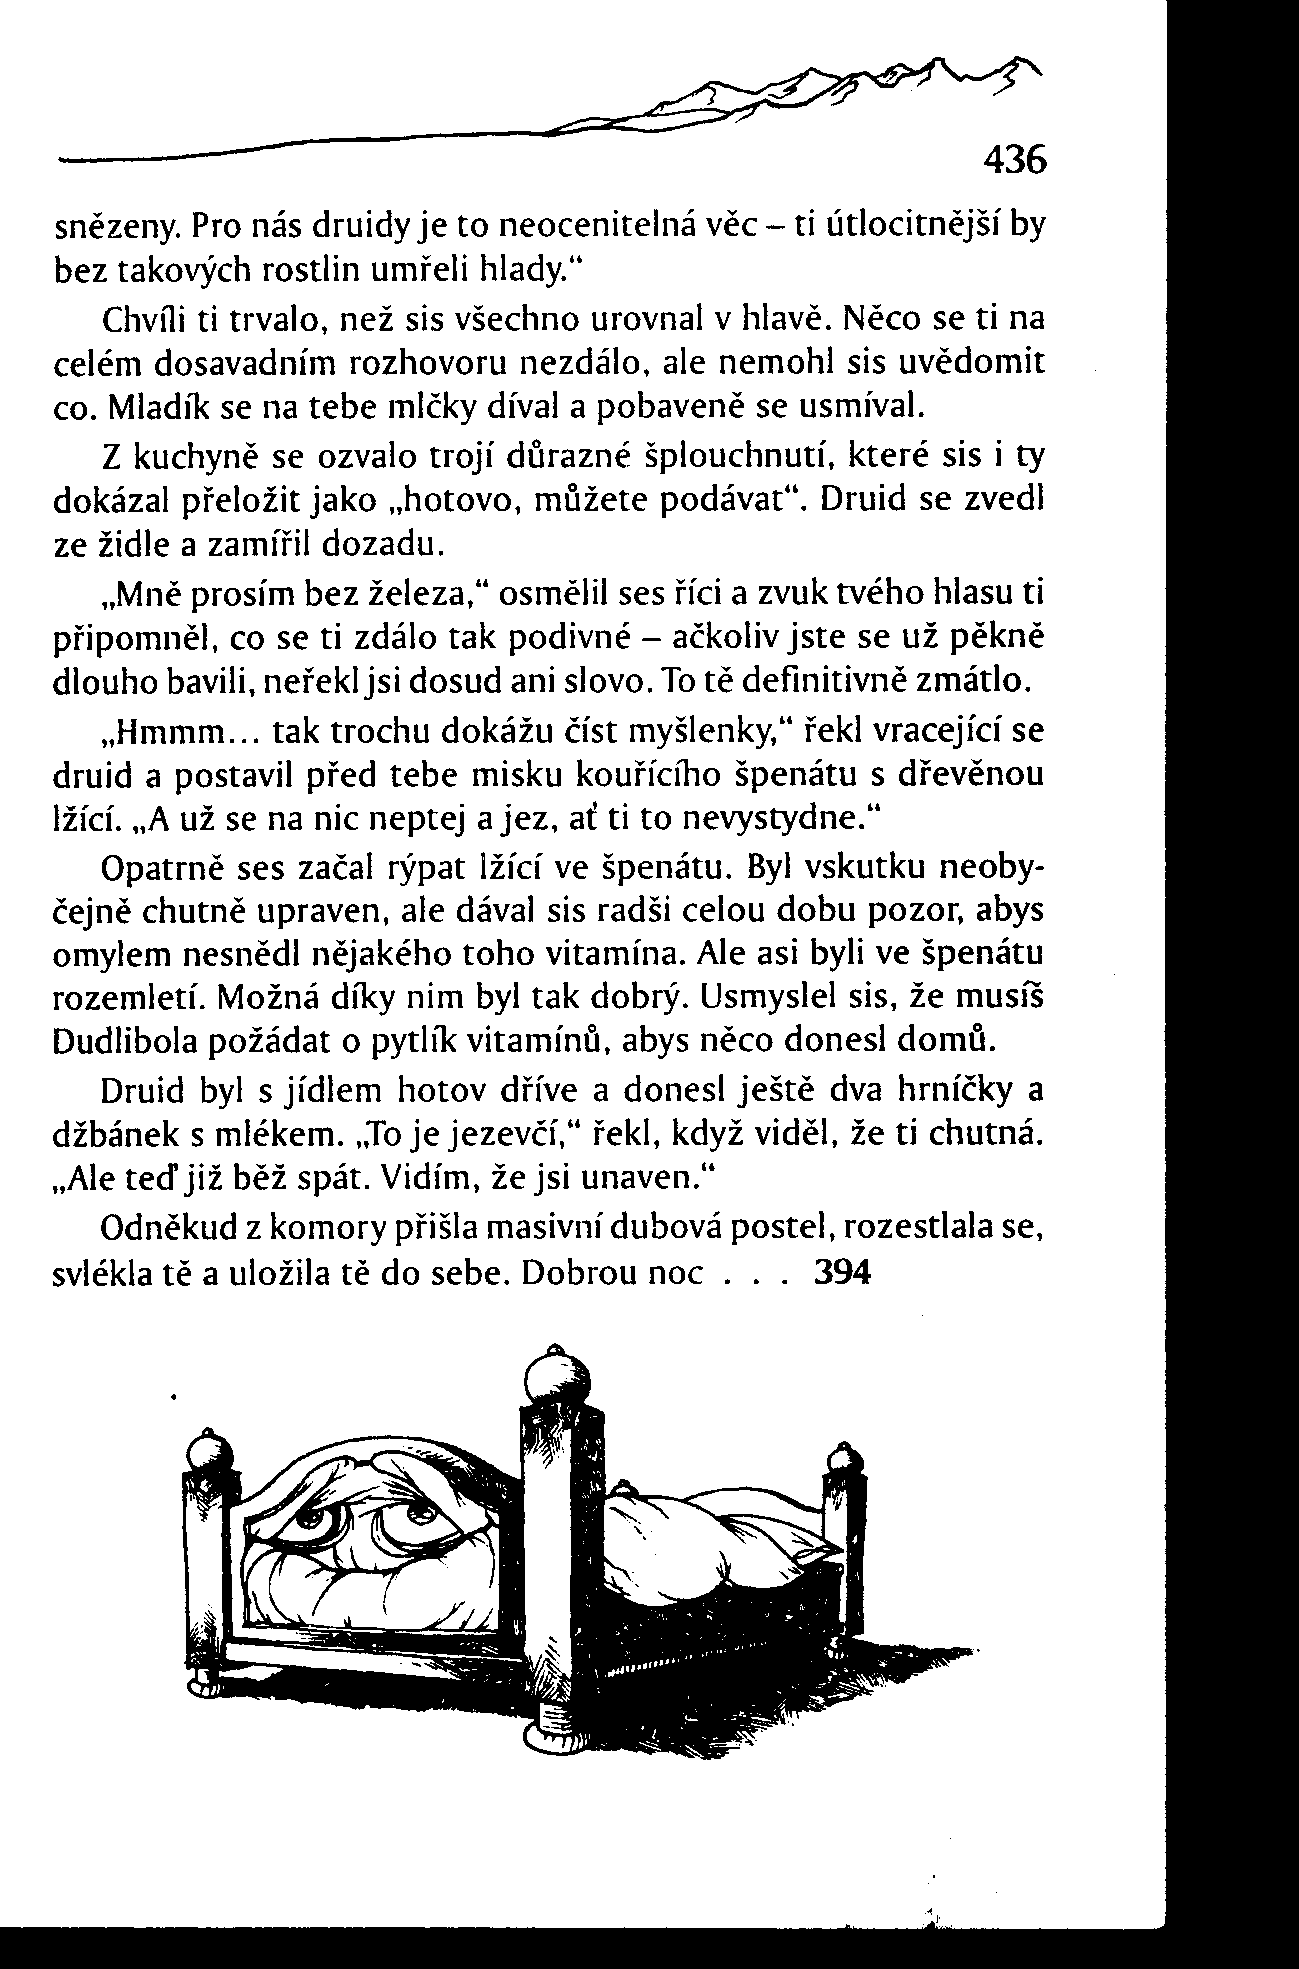 436
snězeny. Pro nás druidy je to neocenitelná věc – ti útlocitnější by
bez takových rostlin umřeli hlady.“
Chvíli ti trvalo, než sis všechno urovnal v hlavě. Něco se ti na
celém dosavadním rozhovoru nezdálo, ale nemohl sis uvědomit
co. Mladík se na tebe mlčky díval a pobaveně se usmíval.
Z kuchyně se ozvalo trojí důrazné šplouchnutí, které sis i ty
dokázal přeložit jako „hotovo, můžete podávat“. Druid se zvedl
ze židle a zamířil dozadu.
„Mně prosím bez železa,“ osmělil ses říci a zvuk tvého hlasu ti
připomněl, co se ti zdálo tak podivné – ačkoliv jste se už pěkně
dlouho bavili, neřekl jsi dosud ani slovo. To tě definitivně zmátlo.
„Hmmm... tak trochu dokážu číst myšlenky,“ řekl vracející se
druid a postavil před tebe misku kouřícího špenátu s dřevěnou
lžící. „A už se na nic neptej a jez, ať ti to nevystydne.“
Opatrně ses začal rýpat lžící ve špenátu. Byl vskutku neoby-
čejně chutně upraven, ale dával sis radši celou dobu pozor, abys
omylem nesnědl nějakého toho vitamína. Ale asi byli ve špenátu
rozemletí. Možná díky nim byl tak dobrý. Usmyslel sis, že musíš
Dudlibola požádat o pytlík vitamínů, abys něco donesl domů.
Druid byl s jídlem hotov dříve a donesl ještě dva hrníčky a
džbánek s mlékem. „To je jezevčí,“ řekl, když viděl, že ti chutná.
„Ale teď již běž spát. Vidím, že jsi unaven.“
Odněkud z komory přišla masivní dubová postel, rozestlala se,
svlékla tě a uložila tě do sebe. Dobrou noc . . . 394